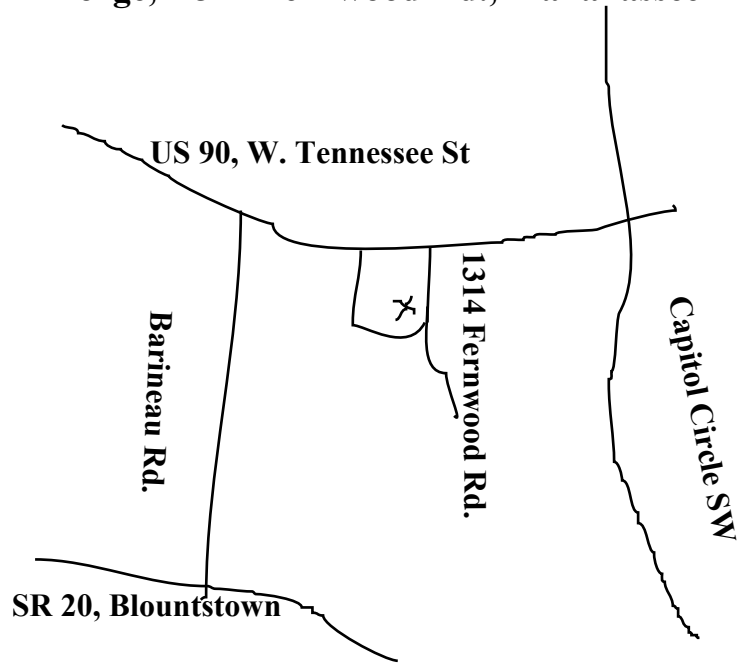 US 90, W. Tennessee St
1314 Fernwood Rd.
Barineau Rd.
Capitol Circle SW
SR 20, Blountstown